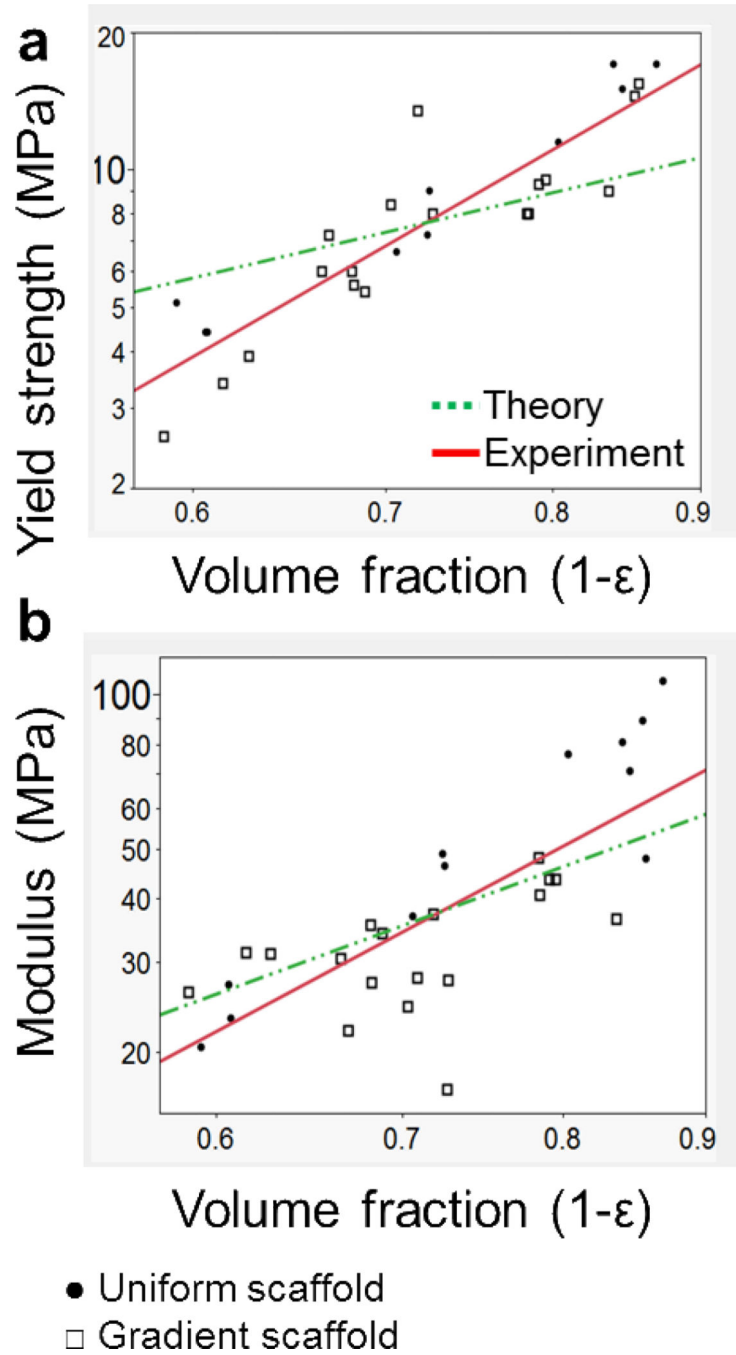 a
Yield strength (MPa)
20
10
8
6
5
4
3
2
Theory
Experiment
0.6 0.7 0.8 0.9
Volume fraction (1-ε)
b
Modulus (MPa)
100
80
60
50
40
30
20
0.6 0.7 0.8 0.9
Volume fraction (1-ε)
Uniform scaffold
Gradient scaffold